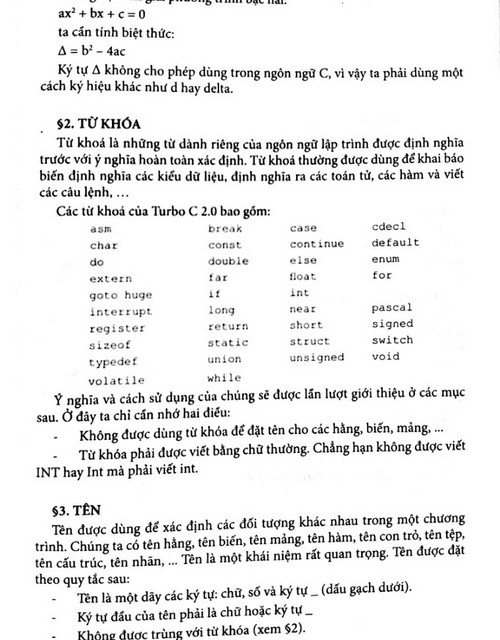 ax² + bx + c = 0
ta cần tính biệt thức:
Δ = b² – 4ac
Ký tự Δ không cho phép dùng trong ngôn ngữ C, vì vậy ta phải dùng một
cách ký hiệu khác như d hay delta.
§2. TỪ KHÓA
Từ khoá là những từ dành riêng của ngôn ngữ lập trình được định nghĩa
trước với ý nghĩa hoàn toàn xác định. Từ khoá thường được dùng để khai báo
biến định nghĩa các kiểu dữ liệu, định nghĩa ra các toán tử, các hàm và viết
các câu lệnh, ...
Các từ khoá của Turbo C 2.0 bao gồm:
asm break case cdecl
char const continue default
do double else enum
extern far float for
goto huge if int
interrupt long near pascal
register return short signed
sizeof static struct switch
typedef union unsigned void
volatile while
Ý nghĩa và cách sử dụng của chúng sẽ được lần lượt giới thiệu ở các mục
sau. Ở đây ta chỉ cần nhớ hai điều:
- Không được dùng từ khóa để đặt tên cho các hằng, biến, mảng, ...
- Từ khóa phải được viết bằng chữ thường. Chẳng hạn không được viết
INT hay Int mà phải viết int.
§3. TÊN
Tên được dùng để xác định các đối tượng khác nhau trong một chương
trình. Chúng ta có tên hằng, tên biến, tên mảng, tên hàm, tên con trỏ, tên tệp,
tên cấu trúc, tên nhãn, ... Tên là một khái niệm rất quan trọng. Tên được đặt
theo quy tắc sau:
- Tên là một dãy các ký tự: chữ, số và ký tự _ (dấu gạch dưới).
- Ký tự đầu của tên phải là chữ hoặc ký tự _
- Không được trùng với từ khóa (xem §2).